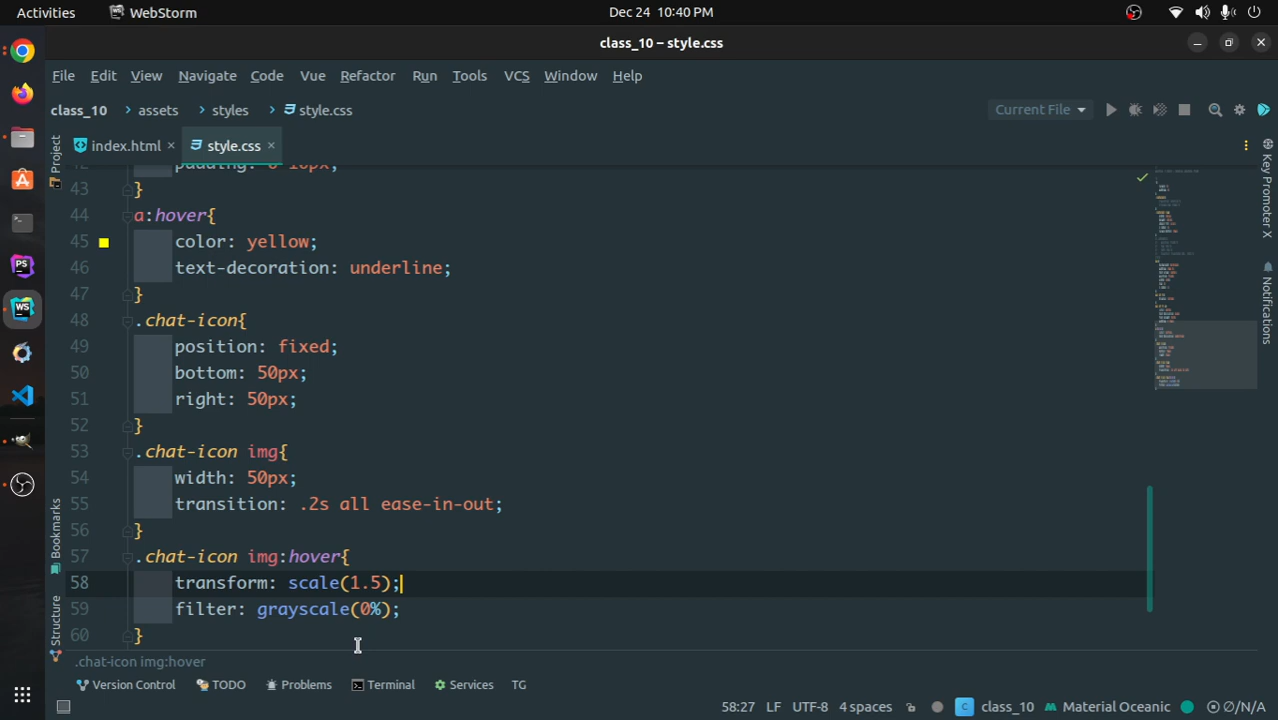 Activities
WebStorm
Dec 24 10:40 PM
class_10 – style.css
File Edit View Navigate Code Vue Refactor Run Tools VCS Window Help
class_10 > assets > styles > style.css
Current File
index.html ×
style.css ×
Project
Bookmarks
Structure
Key Promoter X
Notifications
43 }
44 a:hover{
45 color: yellow;
46 text-decoration: underline;
47 }
48 .chat-icon{
49 position: fixed;
50 bottom: 50px;
51 right: 50px;
52 }
53 .chat-icon img{
54 width: 50px;
55 transition: .2s all ease-in-out;
56 }
57 .chat-icon img:hover{
58 transform: scale(1.5);
59 filter: grayscale(0%);
60 }
.chat-icon img:hover
Version Control TODO Problems Terminal Services TG
58:27 LF UTF-8 4 spaces class_10 Material Oceanic Ø/N/A